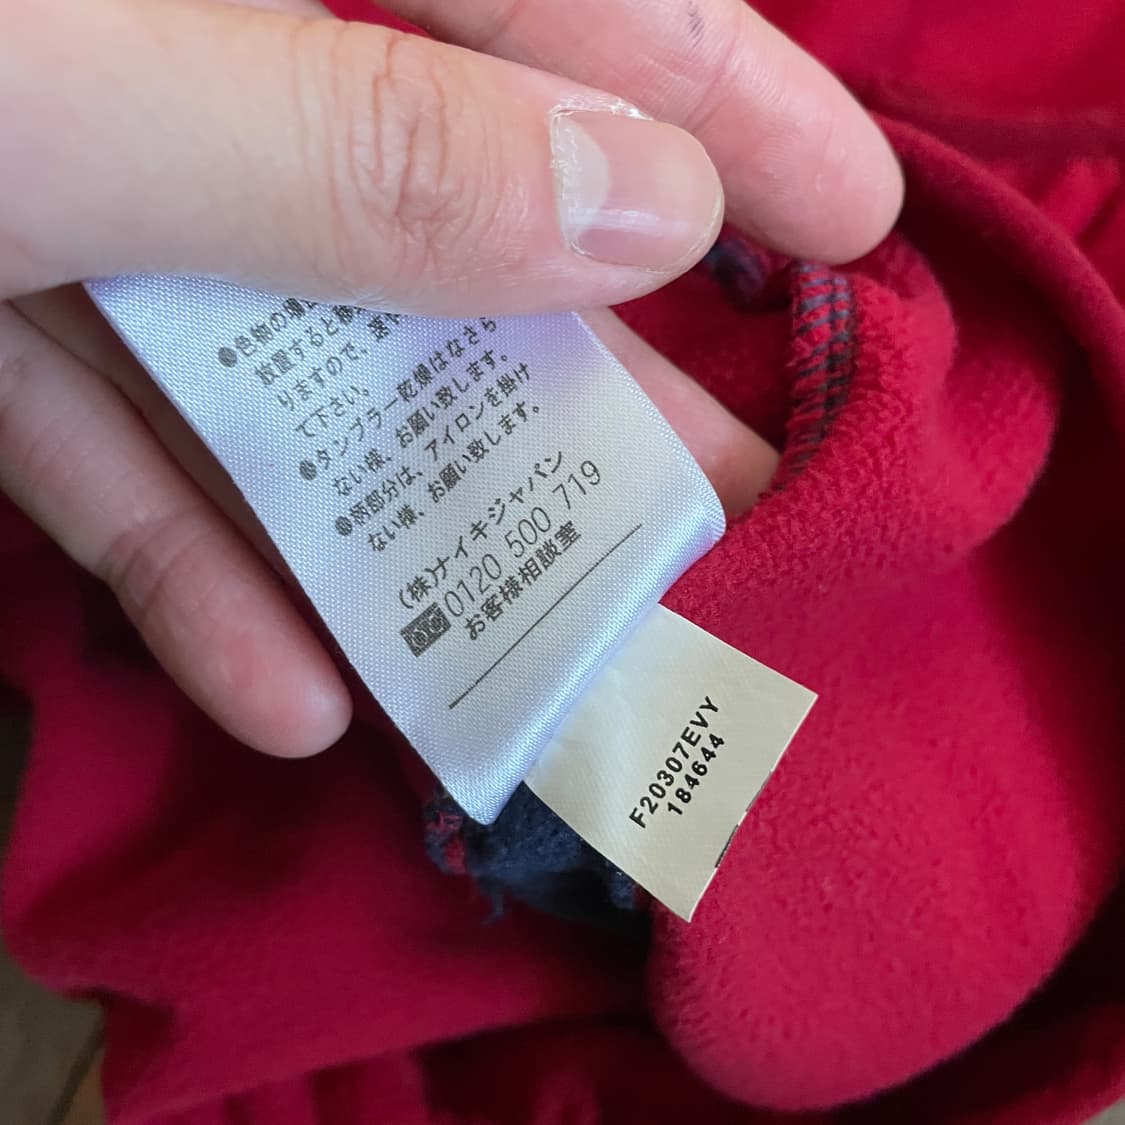 ●色物の場
放置すると移
りますので、
て下さい。
●タンブラー乾燥はなさら
ない様、お願い致します。
●柄部分は、アイロンを掛け
ない様、お願い致します。
(株)ナイキジャパン
0120 500 719
お客様相談室
F20307EVY
184644